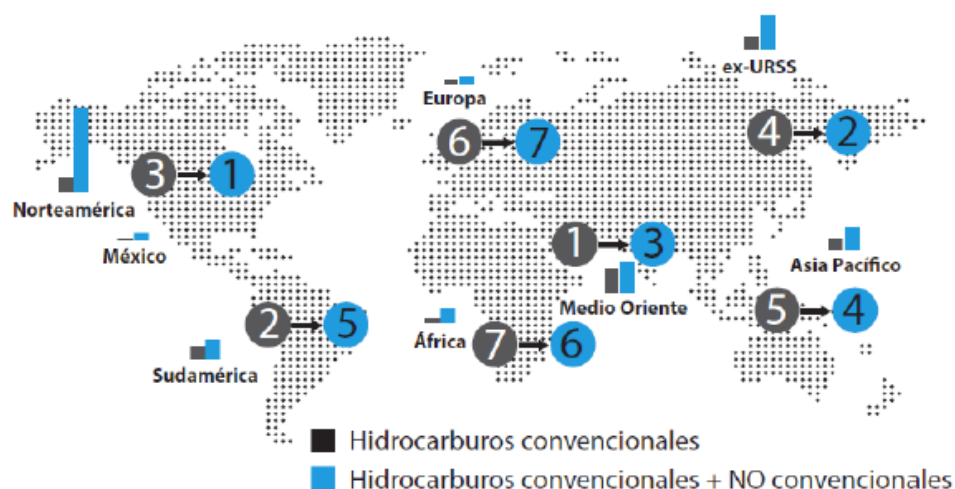 ex-URSS
Europa
6 7
4 2
3 1
Norteamérica
México
1 3
Asia Pacífico
Medio Oriente
5 4
2 5
África
7 6
Sudamérica
Hidrocarburos convencionales
Hidrocarburos convencionales + NO convencionales